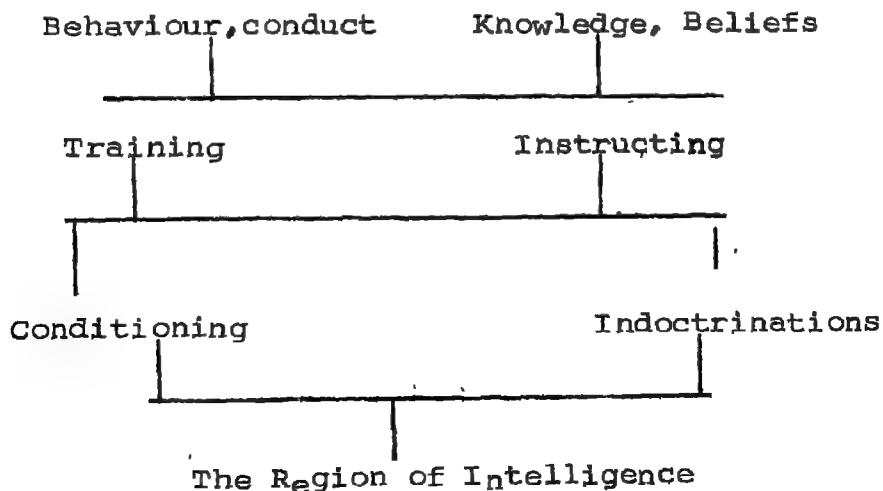 Behaviour,conduct Knowledge, Beliefs
Training Instructing
Conditioning Indoctrinations
The Region of Intelligence